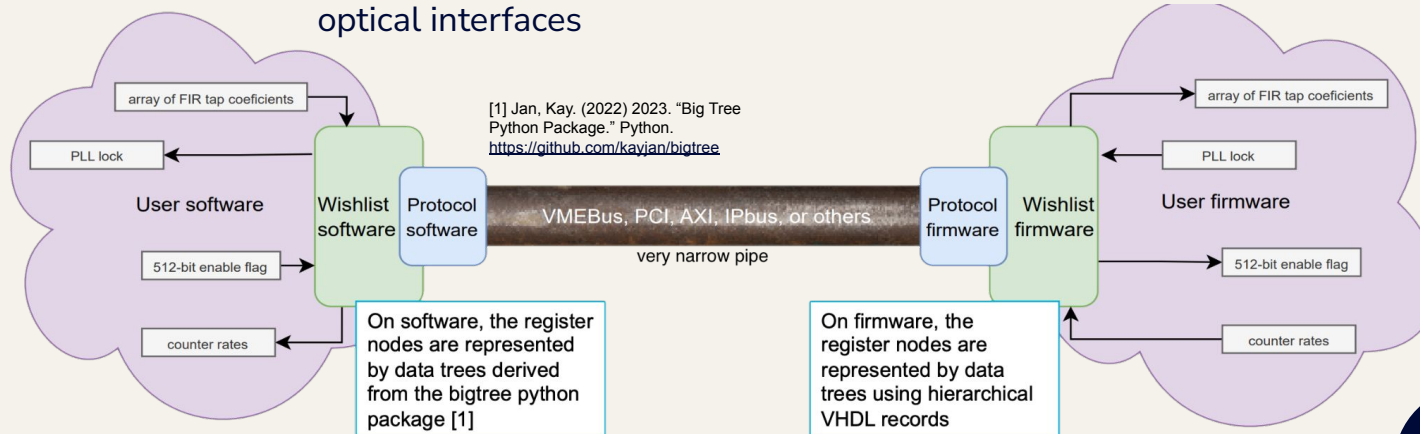 optical interfaces
[1] Jan, Kay. (2022) 2023. “Big Tree
Python Package.” Python.
https://github.com/kayjan/bigtree
array of FIR tap coeficients
PLL lock
User software
512-bit enable flag
counter rates
Wishlist
software
Protocol
software
VMEBus, PCI, AXI, IPbus, or others
very narrow pipe
Protocol
firmware
Wishlist
firmware
array of FIR tap coeficients
PLL lock
User firmware
512-bit enable flag
counter rates
On software, the register
nodes are represented
by data trees derived
from the bigtree python
package [1]
On firmware, the
register nodes are
represented by data
trees using hierarchical
VHDL records